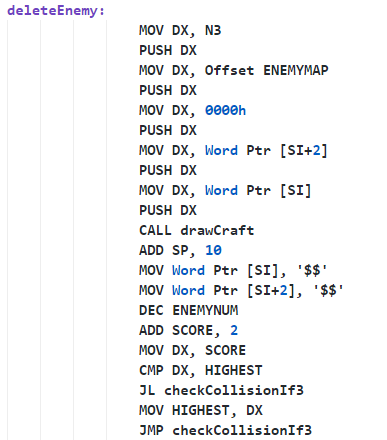 deleteEnemy:
MOV DX, N3
PUSH DX
MOV DX, Offset ENEMYMAP
PUSH DX
MOV DX, 0000h
PUSH DX
MOV DX, Word Ptr [SI+2]
PUSH DX
MOV DX, Word Ptr [SI]
PUSH DX
CALL drawCraft
ADD SP, 10
MOV Word Ptr [SI], '$$'
MOV Word Ptr [SI+2], '$$'
DEC ENEMYNUM
ADD SCORE, 2
MOV DX, SCORE
CMP DX, HIGHEST
JL checkCollisionIf3
MOV HIGHEST, DX
JMP checkCollisionIf3